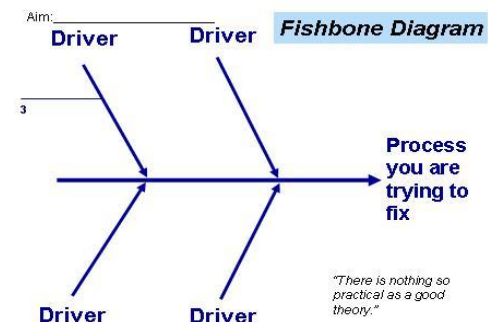 Aim:
Driver
Driver
Fishbone Diagram
3
Process
you are
trying to
fix
"There is nothing so
practical as a good
theory."
Driver
Driver